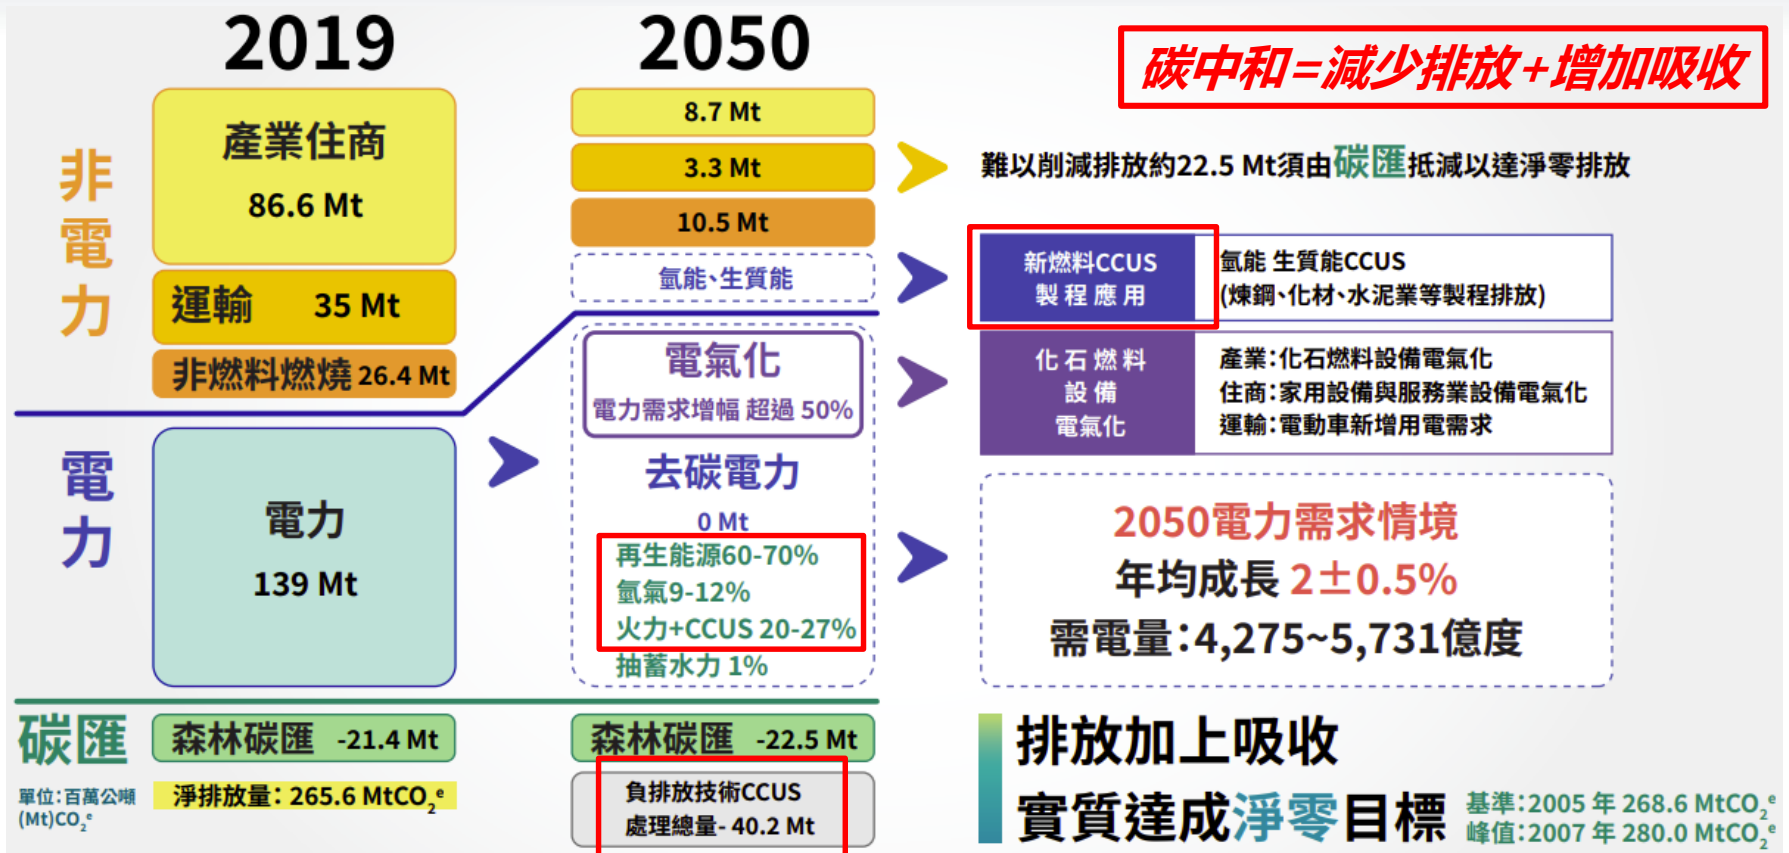 2019
2050
碳中和=減少排放+增加吸收
非電力
產業住商
86.6 Mt
運輸 35 Mt
非燃料燃燒 26.4 Mt
8.7 Mt
3.3 Mt
10.5 Mt
氫能、生質能
難以削減排放約22.5 Mt須由碳匯抵減以達淨零排放
新燃料CCUS
製程應用
氫能 生質能CCUS
(煉鋼、化材、水泥業等製程排放)
電氣化
電力需求增幅 超過 50%
化石燃料
設備
電氣化
產業:化石燃料設備電氣化
住商:家用設備與服務業設備電氣化
運輸:電動車新增用電需求
電力
電力
139 Mt
去碳電力
0 Mt
再生能源60-70%
氫氣9-12%
火力+CCUS 20-27%
抽蓄水力 1%
2050電力需求情境
年均成長 2±0.5%
需電量:4,275~5,731億度
碳匯
單位:百萬公噸
(Mt)CO₂ᵉ
森林碳匯 -21.4 Mt
淨排放量: 265.6 MtCO₂ᵉ
森林碳匯 -22.5 Mt
負排放技術CCUS
處理總量- 40.2 Mt
排放加上吸收
實質達成淨零目標
基準:2005 年 268.6 MtCO₂ᵉ
峰值:2007 年 280.0 MtCO₂ᵉ